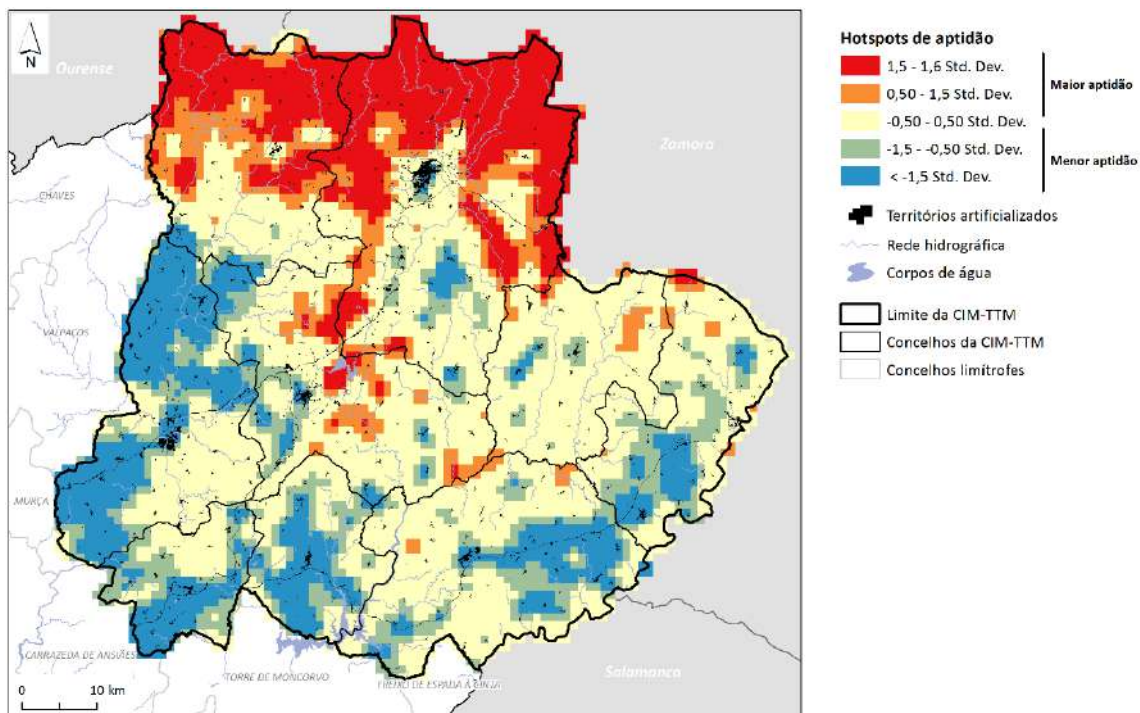 N
Ourense
Zamora
CHAVES
VALPAÇOS
MURÇA
CARRAZEDA DE ANSIÃES
TORRE DE MONCORVO
FREIXO DE ESPADA À CINTA
Salamanca
0 10 km
Hotspots de aptidão
1,5 - 1,6 Std. Dev.
0,50 - 1,5 Std. Dev.
Maior aptidão
-0,50 - 0,50 Std. Dev.
-1,5 - -0,50 Std. Dev.
Menor aptidão
< -1,5 Std. Dev.
Territórios artificializados
Rede hidrográfica
Corpos de água
Limite da CIM-TTM
Concelhos da CIM-TTM
Concelhos limítrofes